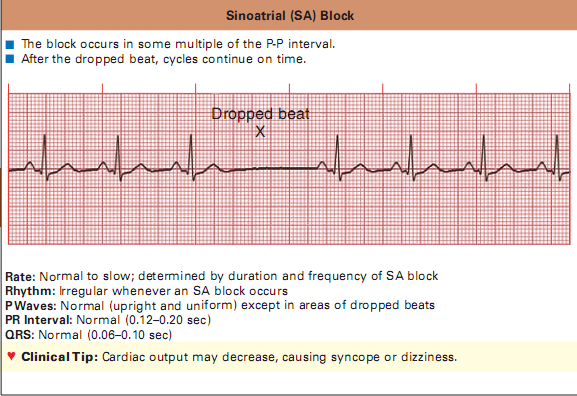 Sinoatrial (SA) Block
The block occurs in some multiple of the P-P interval.
After the dropped beat, cycles continue on time.
Dropped beat
X
Rate: Normal to slow; determined by duration and frequency of SA block
Rhythm: Irregular whenever an SA block occurs
P Waves: Normal (upright and uniform) except in areas of dropped beats
PR Interval: Normal (0.12–0.20 sec)
QRS: Normal (0.06–0.10 sec)
♥ Clinical Tip: Cardiac output may decrease, causing syncope or dizziness.